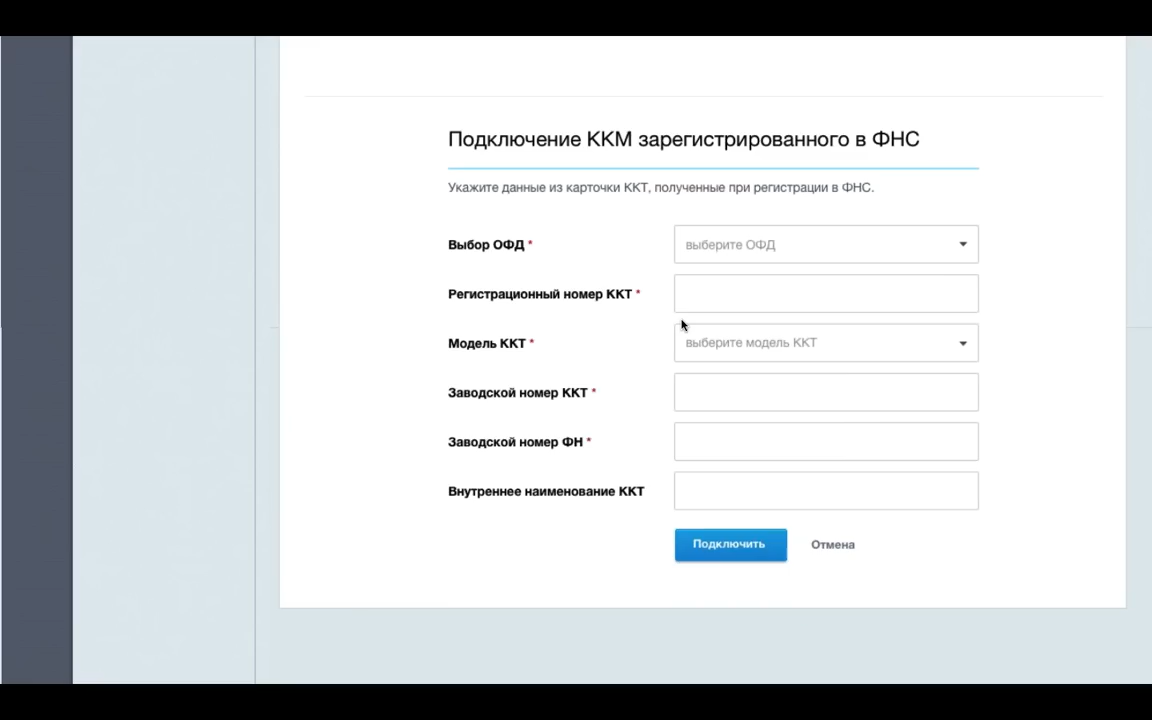 Подключение ККМ зарегистрированного в ФНС
Укажите данные из карточки ККТ, полученные при регистрации в ФНС.
Выбор ОФД * выберите ОФД
Регистрационный номер ККТ *
Модель ККТ * выберите модель ККТ
Заводской номер ККТ *
Заводской номер ФН *
Внутреннее наименование ККТ
Подключить Отмена